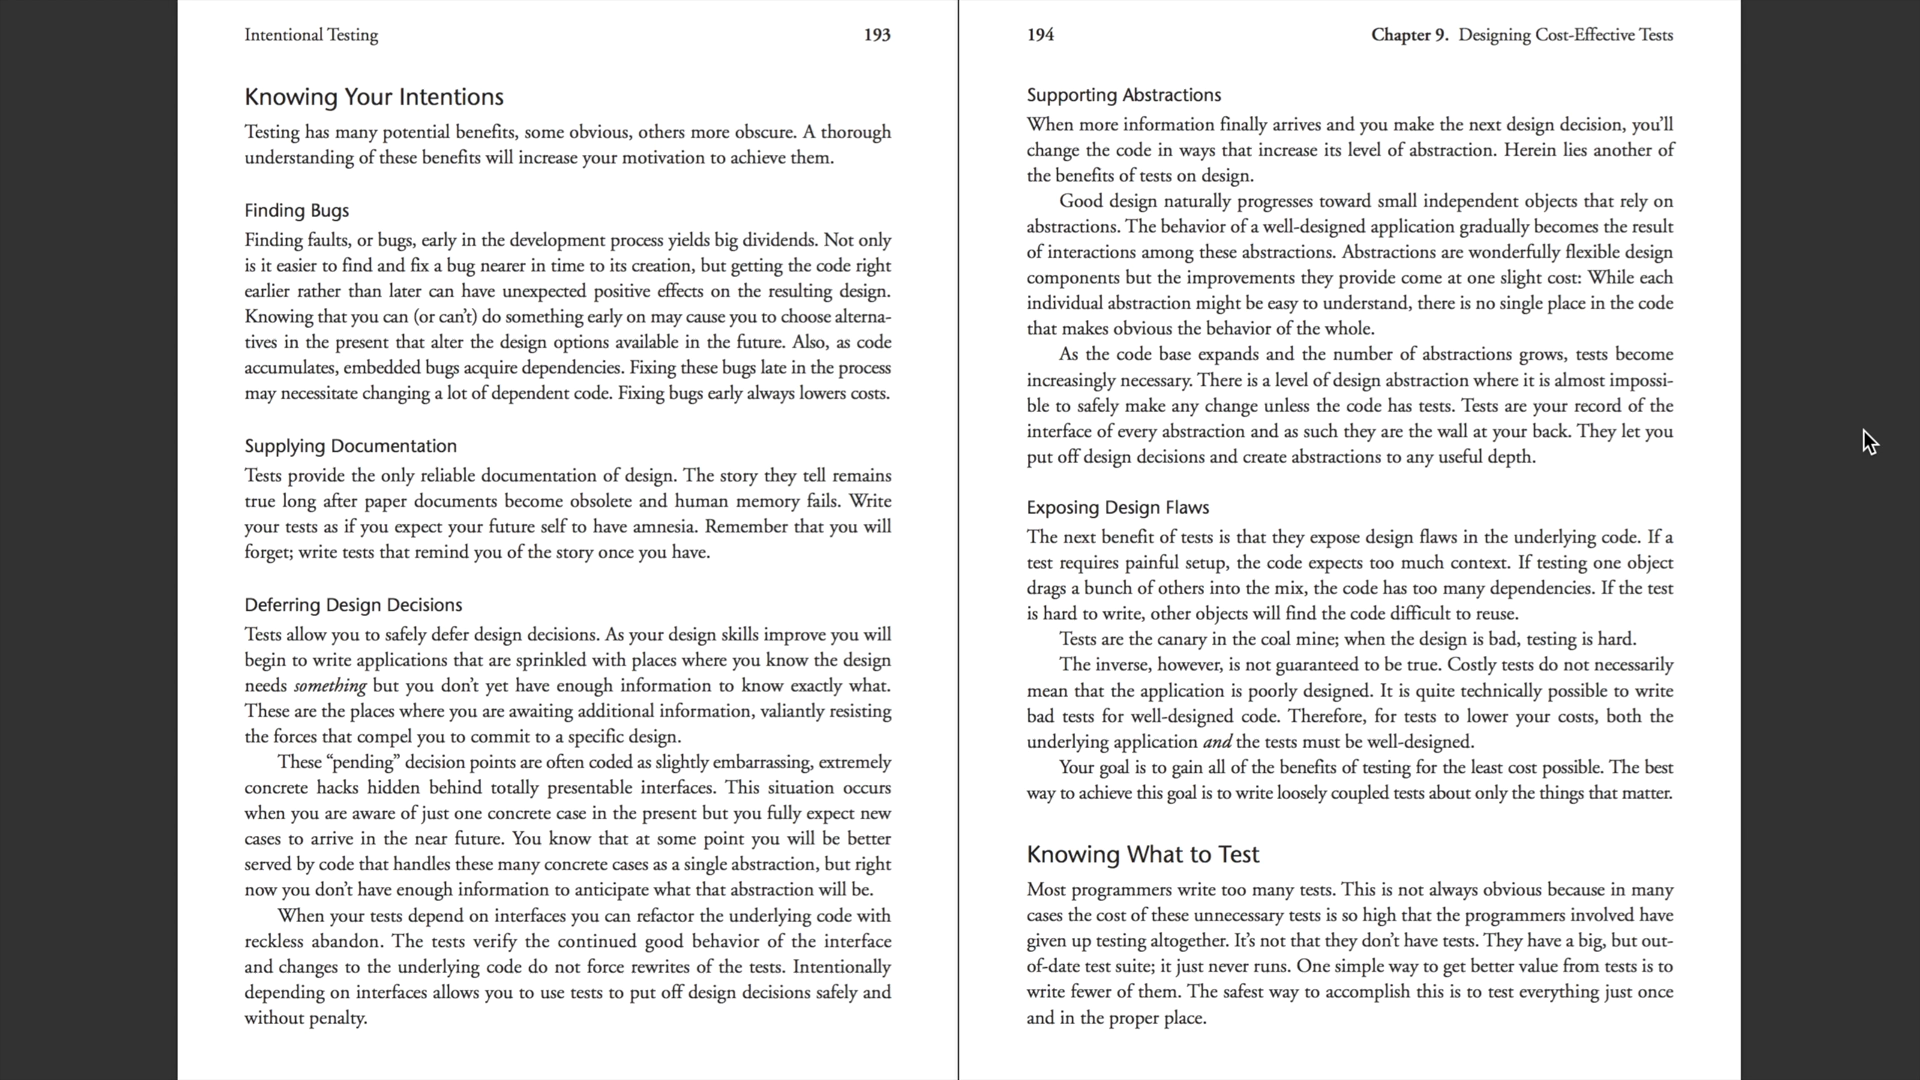 Intentional Testing 193
Knowing Your Intentions
Testing has many potential benefits, some obvious, others more obscure. A thorough
understanding of these benefits will increase your motivation to achieve them.
Finding Bugs
Finding faults, or bugs, early in the development process yields big dividends. Not only
is it easier to find and fix a bug nearer in time to its creation, but getting the code right
earlier rather than later can have unexpected positive effects on the resulting design.
Knowing that you can (or can’t) do something early on may cause you to choose alterna-
tives in the present that alter the design options available in the future. Also, as code
accumulates, embedded bugs acquire dependencies. Fixing these bugs late in the process
may necessitate changing a lot of dependent code. Fixing bugs early always lowers costs.
Supplying Documentation
Tests provide the only reliable documentation of design. The story they tell remains
true long after paper documents become obsolete and human memory fails. Write
your tests as if you expect your future self to have amnesia. Remember that you will
forget; write tests that remind you of the story once you have.
Deferring Design Decisions
Tests allow you to safely defer design decisions. As your design skills improve you will
begin to write applications that are sprinkled with places where you know the design
needs something but you don’t yet have enough information to know exactly what.
These are the places where you are awaiting additional information, valiantly resisting
the forces that compel you to commit to a specific design.
These “pending” decision points are often coded as slightly embarrassing, extremely
concrete hacks hidden behind totally presentable interfaces. This situation occurs
when you are aware of just one concrete case in the present but you fully expect new
cases to arrive in the near future. You know that at some point you will be better
served by code that handles these many concrete cases as a single abstraction, but right
now you don’t have enough information to anticipate what that abstraction will be.
When your tests depend on interfaces you can refactor the underlying code with
reckless abandon. The tests verify the continued good behavior of the interface
and changes to the underlying code do not force rewrites of the tests. Intentionally
depending on interfaces allows you to use tests to put off design decisions safely and
without penalty.
194 Chapter 9. Designing Cost-Effective Tests
Supporting Abstractions
When more information finally arrives and you make the next design decision, you’ll
change the code in ways that increase its level of abstraction. Herein lies another of
the benefits of tests on design.
Good design naturally progresses toward small independent objects that rely on
abstractions. The behavior of a well-designed application gradually becomes the result
of interactions among these abstractions. Abstractions are wonderfully flexible design
components but the improvements they provide come at one slight cost: While each
individual abstraction might be easy to understand, there is no single place in the code
that makes obvious the behavior of the whole.
As the code base expands and the number of abstractions grows, tests become
increasingly necessary. There is a level of design abstraction where it is almost impossi-
ble to safely make any change unless the code has tests. Tests are your record of the
interface of every abstraction and as such they are the wall at your back. They let you
put off design decisions and create abstractions to any useful depth.
Exposing Design Flaws
The next benefit of tests is that they expose design flaws in the underlying code. If a
test requires painful setup, the code expects too much context. If testing one object
drags a bunch of others into the mix, the code has too many dependencies. If the test
is hard to write, other objects will find the code difficult to reuse.
Tests are the canary in the coal mine; when the design is bad, testing is hard.
The inverse, however, is not guaranteed to be true. Costly tests do not necessarily
mean that the application is poorly designed. It is quite technically possible to write
bad tests for well-designed code. Therefore, for tests to lower your costs, both the
underlying application and the tests must be well-designed.
Your goal is to gain all of the benefits of testing for the least cost possible. The best
way to achieve this goal is to write loosely coupled tests about only the things that matter.
Knowing What to Test
Most programmers write too many tests. This is not always obvious because in many
cases the cost of these unnecessary tests is so high that the programmers involved have
given up testing altogether. It’s not that they don’t have tests. They have a big, but out-
of-date test suite; it just never runs. One simple way to get better value from tests is to
write fewer of them. The safest way to accomplish this is to test everything just once
and in the proper place.